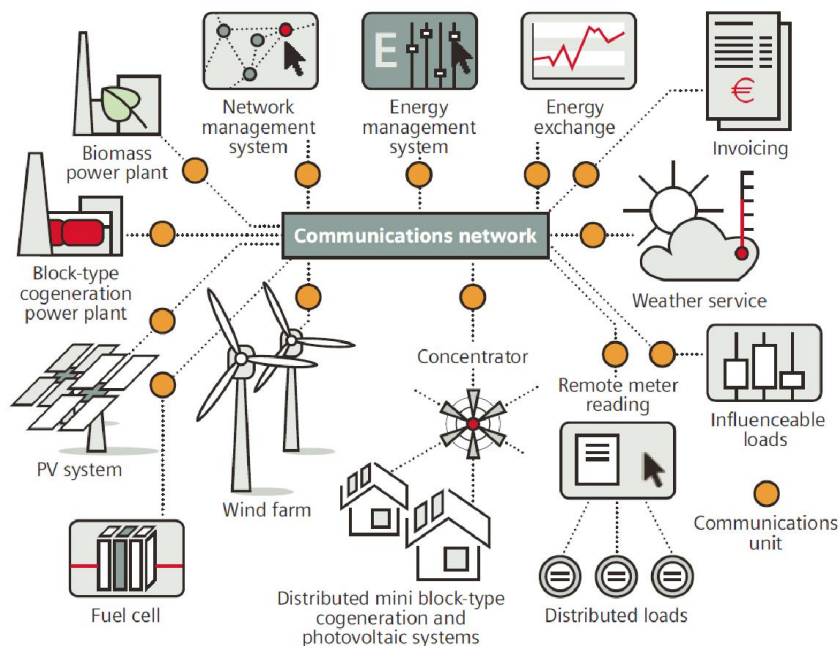 E
€
Network
management
system
Energy
management
system
Energy
exchange
Invoicing
Biomass
power plant
Communications network
Block-type
cogeneration
power plant
Weather service
Concentrator
Remote meter
reading
Influenceable
loads
PV system
Wind farm
Communications
unit
Fuel cell
Distributed mini block-type
cogeneration and
photovoltaic systems
Distributed loads